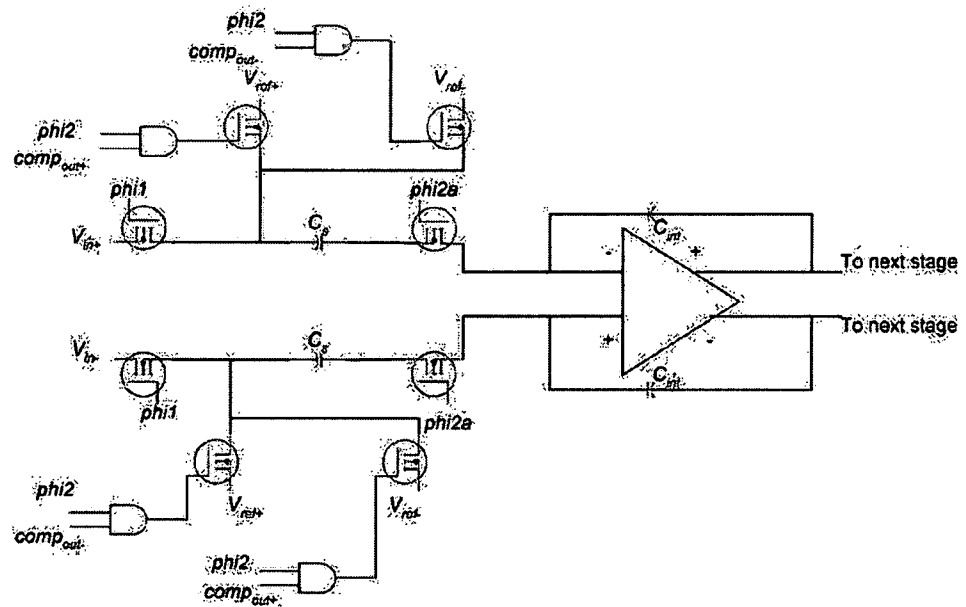 phi2
comp_out-
V_ref+
V_ref-
phi2
comp_out+
phi1
phi2a
C_s
V_in+
C_int
- +
To next stage
To next stage
+ -
C_int
V_in-
C_s
phi1
phi2a
phi2
comp_out-
V_ref+
V_ref-
phi2
comp_out+